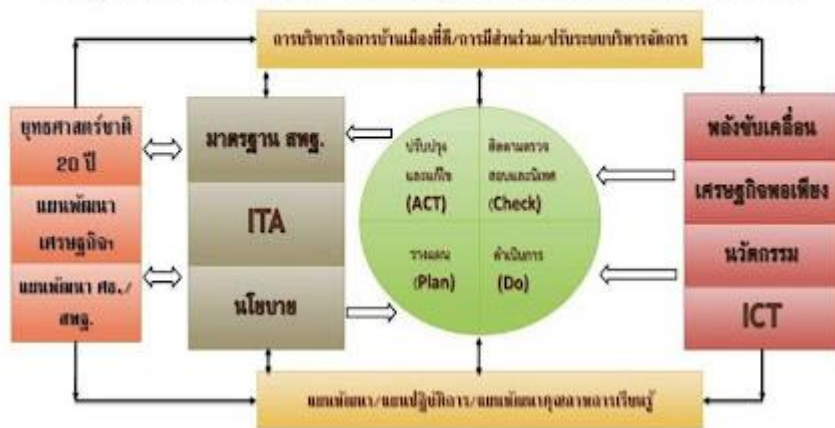 การบริหารกิจการบ้านเมืองที่ดี/การมีส่วนร่วม/ปรับระบบบริหารจัดการ
ยุทธศาสตร์ชาติ
20 ปี
แผนพัฒนา
เศรษฐกิจฯ
แผนพัฒนา ศธ./
สพฐ.
มาตรฐาน สพฐ.
ITA
นโยบาย
ปรับปรุง
และแก้ไข
(ACT)
ติดตามตรวจ
สอบและนิเทศ
(Check)
วางแผน
(Plan)
ดำเนินการ
(Do)
พลังขับเคลื่อน
เศรษฐกิจพอเพียง
นวัตกรรม
ICT
แผนพัฒนา/แผนปฏิบัติการ/แผนพัฒนาคุณภาพการเรียนรู้